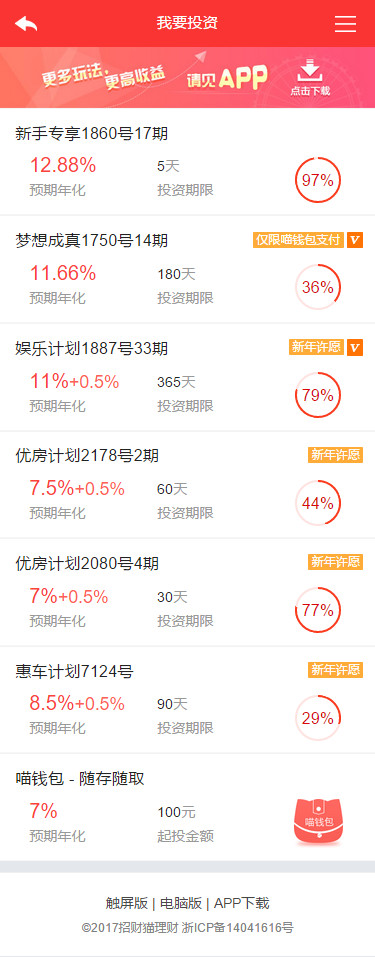 我要投资
更多玩法,更高收益 请见APP 点击下载
新手专享1860号17期
12.88% 5天 97%
预期年化 投资期限
梦想成真1750号14期 仅限喵钱包支付 V
11.66% 180天 36%
预期年化 投资期限
娱乐计划1887号33期 新年许愿 V
11%+0.5% 365天 79%
预期年化 投资期限
优房计划2178号2期 新年许愿
7.5%+0.5% 60天 44%
预期年化 投资期限
优房计划2080号4期 新年许愿
7%+0.5% 30天 77%
预期年化 投资期限
惠车计划7124号 新年许愿
8.5%+0.5% 90天 29%
预期年化 投资期限
喵钱包 - 随存随取
7% 100元 喵钱包
预期年化 起投金额
触屏版 | 电脑版 | APP下载
©2017招财猫理财 浙ICP备14041616号